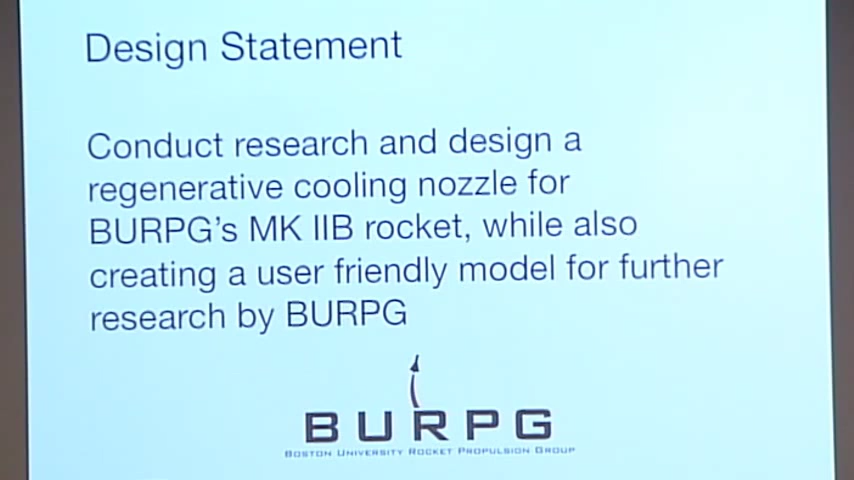 Design Statement
Conduct research and design a
regenerative cooling nozzle for
BURPG's MK IIB rocket, while also
creating a user friendly model for further
research by BURPG
BURPG
BOSTON UNIVERSITY ROCKET PROPULSION GROUP